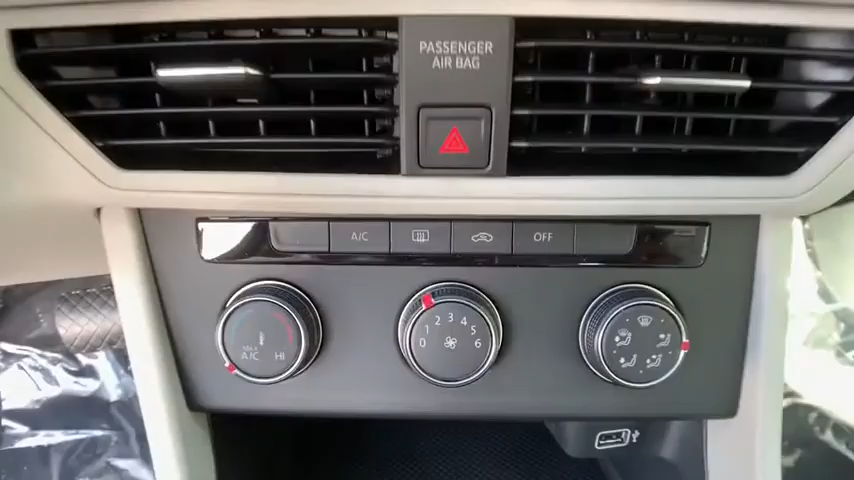 PASSENGER
AIR BAG
A/C
OFF
MAX
A/C
HI
0 1 2 3 4 5 6